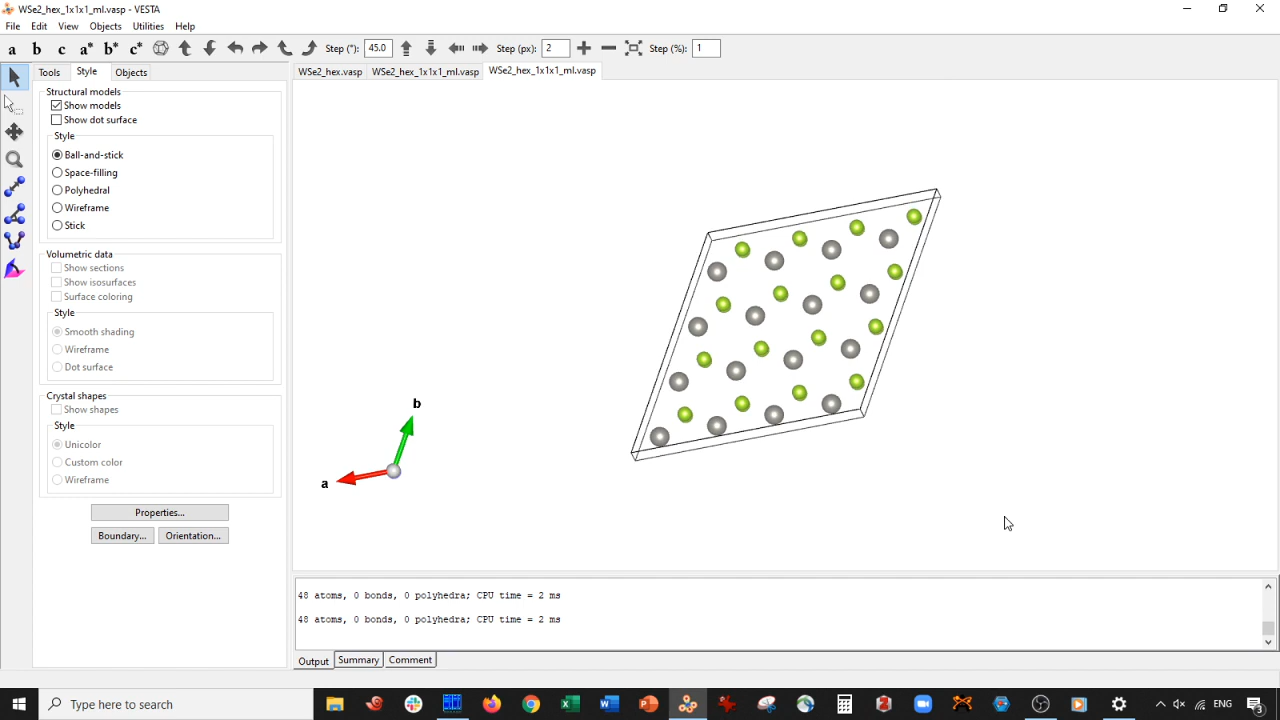 WSe2_hex_1x1x1_ml.vasp - VESTA
File Edit View Objects Utilities Help
a b c a* b* c* Step (°): 45.0 Step (px): 2 Step (%): 1
Tools Style Objects
WSe2_hex.vasp WSe2_hex_1x1x1_ml.vasp WSe2_hex_1x1x1_ml.vasp
Structural models
Show models
Show dot surface
Style
Ball-and-stick
Space-filling
Polyhedral
Wireframe
Stick
Volumetric data
Show sections
Show isosurfaces
Surface coloring
Style
Smooth shading
Wireframe
Dot surface
Crystal shapes
Show shapes
Style
Unicolor
Custom color
Wireframe
Properties...
Boundary... Orientation...
b
a
48 atoms, 0 bonds, 0 polyhedra; CPU time = 2 ms
48 atoms, 0 bonds, 0 polyhedra; CPU time = 2 ms
Output Summary Comment
Type here to search
ENG
3